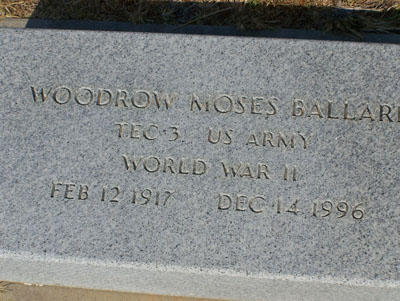 WOODROW MOSES BALLARD
TEC 3 US ARMY
WORLD WAR II
FEB 12 1917 DEC 14 1996